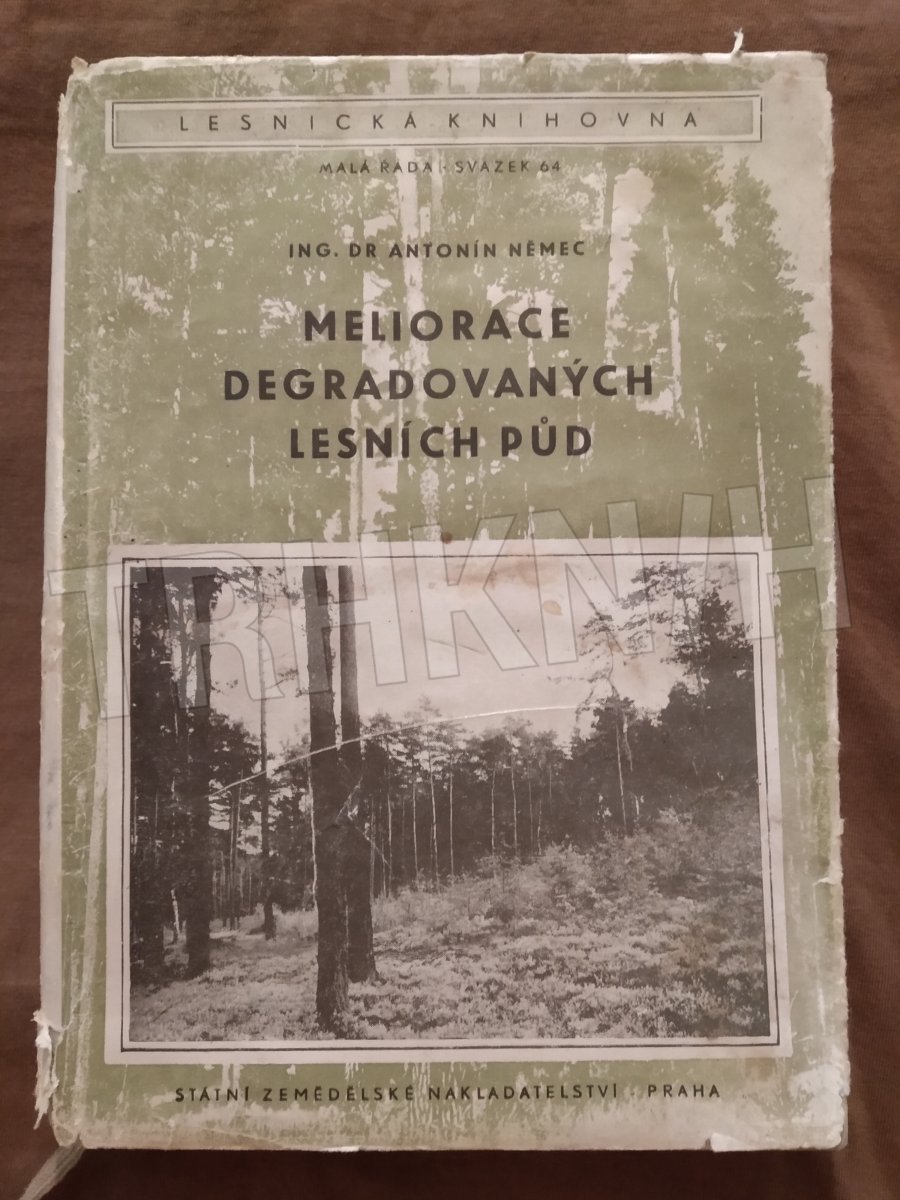 LESNICKÁ KNIHOVNA
MALÁ ŘADA · SVAZEK 64
ING. DR ANTONÍN NĚMEC
MELIORACE
DEGRADOVANÝCH
LESNÍCH PŮD
TRHKNIH
STÁTNÍ ZEMĚDĚLSKÉ NAKLADATELSTVÍ - PRAHA